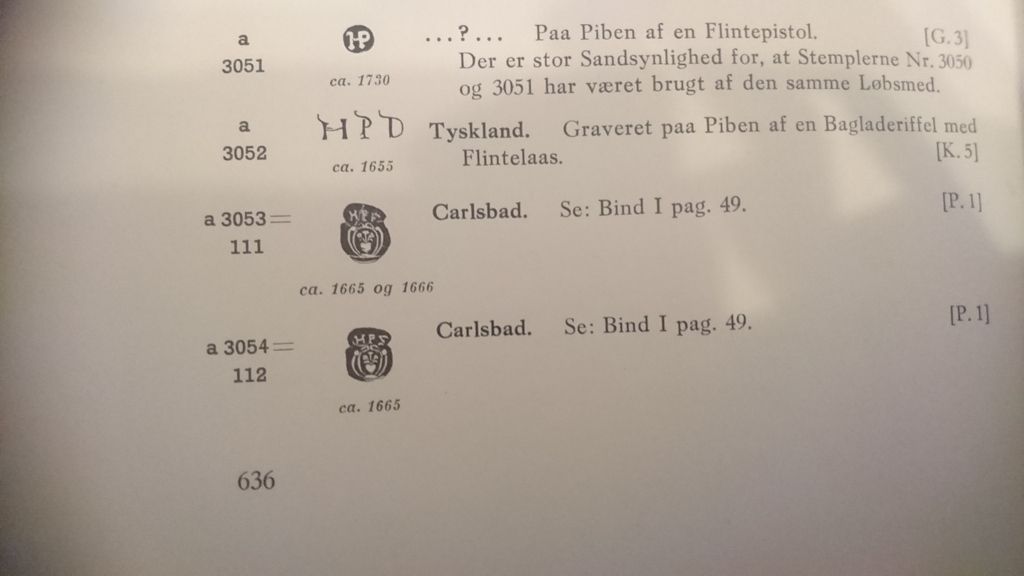 a
3051
HP
ca. 1730
...?... Paa Piben af en Flintepistol. [G. 3]
Der er stor Sandsynlighed for, at Stemplerne Nr. 3050
og 3051 har været brugt af den samme Løbsmed.
a
3052
HPD
ca. 1655
Tyskland. Graveret paa Piben af en Bagladeriffel med
Flintelaas. [K. 5]
a 3053=
111
HPF
ca. 1665 og 1666
Carlsbad. Se: Bind I pag. 49. [P. 1]
a 3054=
112
HPS
ca. 1665
Carlsbad. Se: Bind I pag. 49. [P. 1]
636